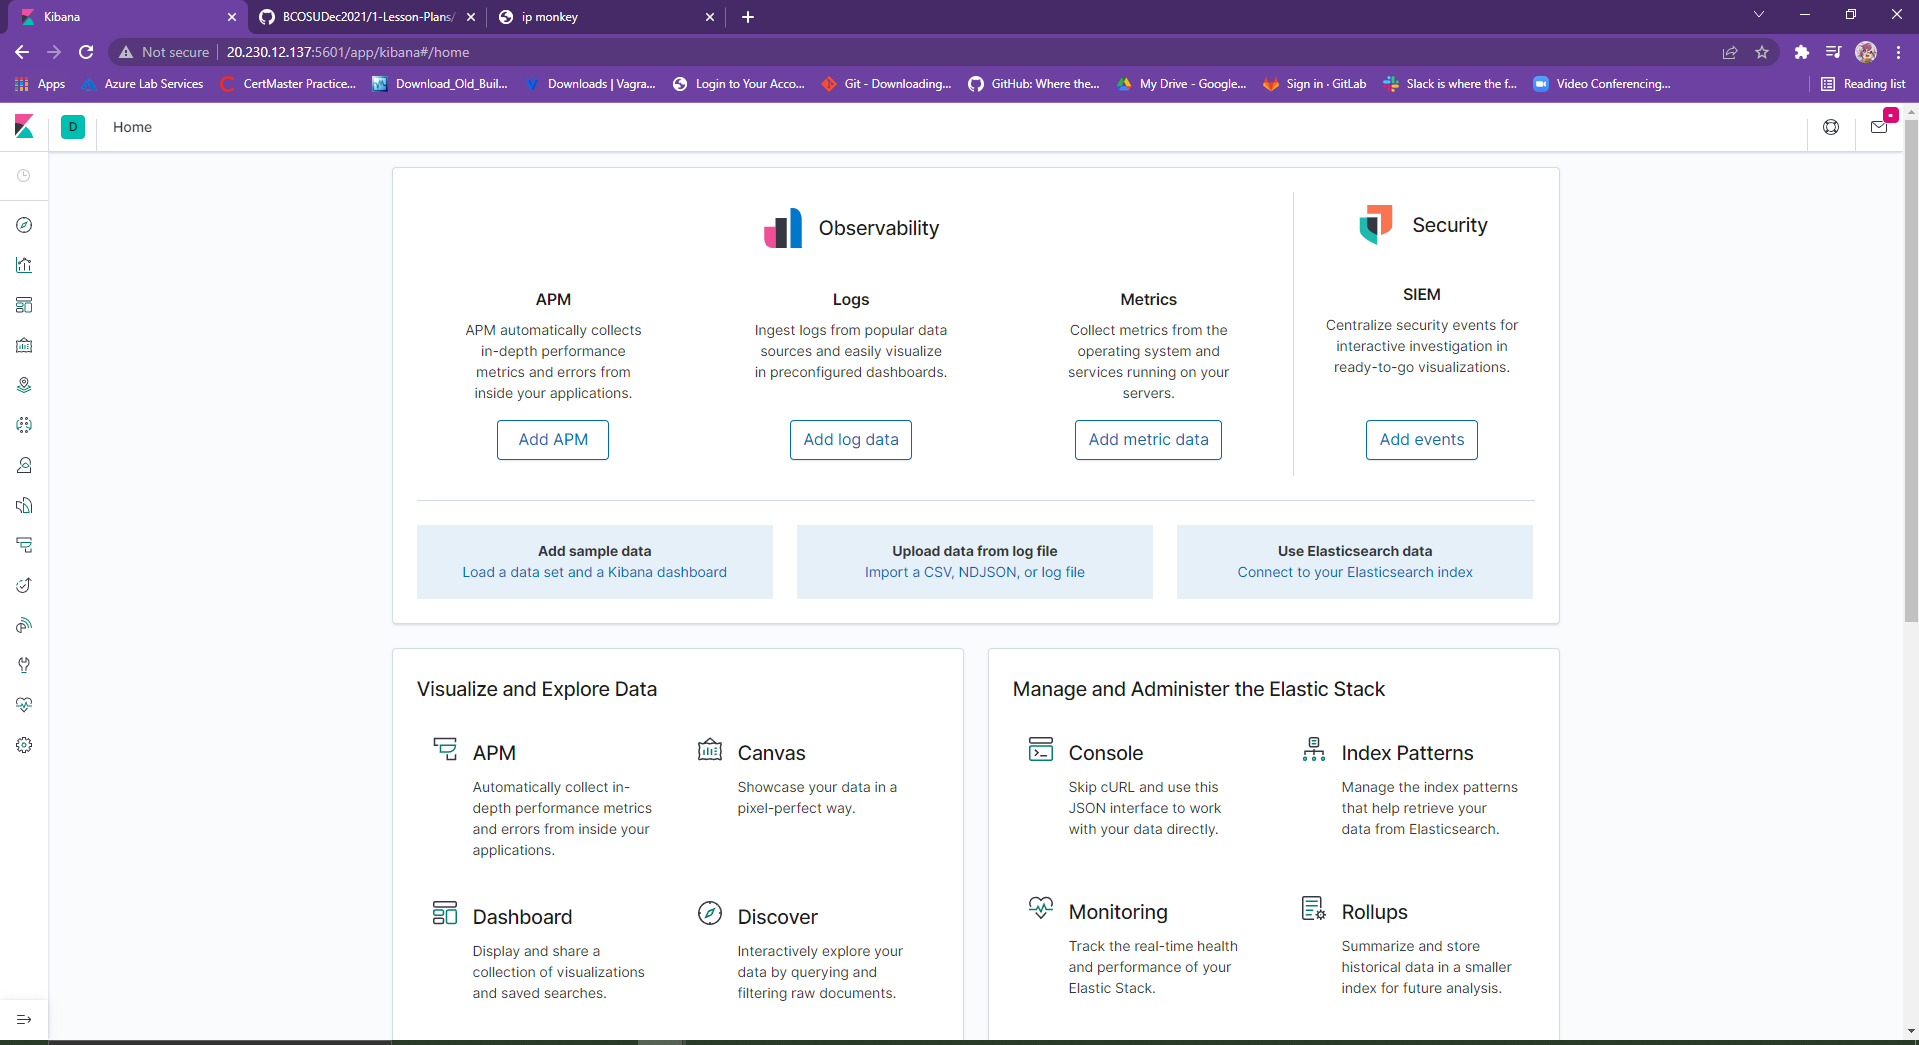 Kibana
BCOSUDec2021/1-Lesson-Plans/
ip monkey
Not secure
20.230.12.137:5601/app/kibana#/home
Apps
Azure Lab Services
CertMaster Practice...
Download_Old_Buil...
Downloads | Vagra...
Login to Your Acco...
Git - Downloading...
GitHub: Where the...
My Drive - Google...
Sign in · GitLab
Slack is where the f...
Video Conferencing...
Reading list
D
Home
Observability
APM
APM automatically collects
in-depth performance
metrics and errors from
inside your applications.
Add APM
Logs
Ingest logs from popular data
sources and easily visualize
in preconfigured dashboards.
Add log data
Metrics
Collect metrics from the
operating system and
services running on your
servers.
Add metric data
Security
SIEM
Centralize security events for
interactive investigation in
ready-to-go visualizations.
Add events
Add sample data
Load a data set and a Kibana dashboard
Upload data from log file
Import a CSV, NDJSON, or log file
Use Elasticsearch data
Connect to your Elasticsearch index
Visualize and Explore Data
APM
Automatically collect in-
depth performance metrics
and errors from inside your
applications.
Canvas
Showcase your data in a
pixel-perfect way.
Dashboard
Display and share a
collection of visualizations
and saved searches.
Discover
Interactively explore your
data by querying and
filtering raw documents.
Manage and Administer the Elastic Stack
Console
Skip cURL and use this
JSON interface to work
with your data directly.
Index Patterns
Manage the index patterns
that help retrieve your
data from Elasticsearch.
Monitoring
Track the real-time health
and performance of your
Elastic Stack.
Rollups
Summarize and store
historical data in a smaller
index for future analysis.